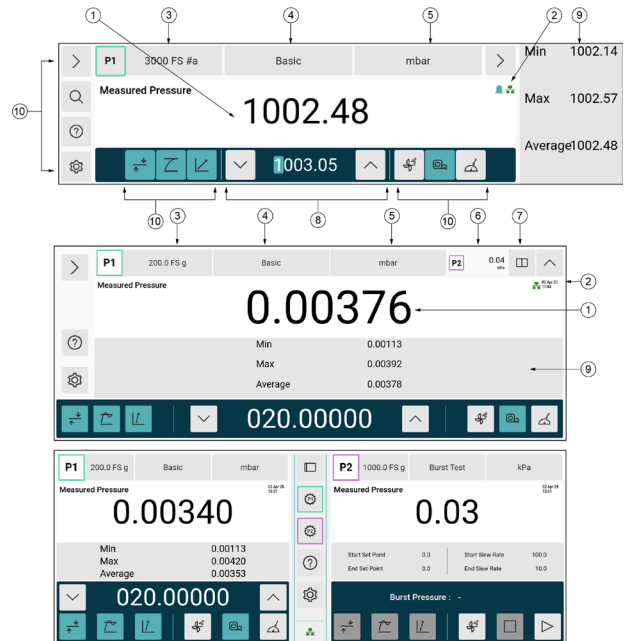 1 3 4 5 2 9
P1 3000 FS #a Basic mbar
Min 1002.14
Measured Pressure
1002.48
Max 1002.57
10
Average 1002.48
1003.05
10 8 10
3 4 5 6 7
P1 200.0 FS g Basic mbar P2 0.04 kPa
Measured Pressure
2
0.00376
1
Min 0.00113
Max 0.00392
9
Average 0.00378
020.00000
P1 200.0 FS g Basic mbar
Measured Pressure
0.00340
Min 0.00113
Max 0.00420
Average 0.00353
020.00000
P1
P2
P2 1000.0 FS g Burst Test kPa
Measured Pressure
0.03
Start Set Point 0.0 Start Slew Rate 100.0
End Set Point 0.0 End Slew Rate 10.0
Burst Pressure : -